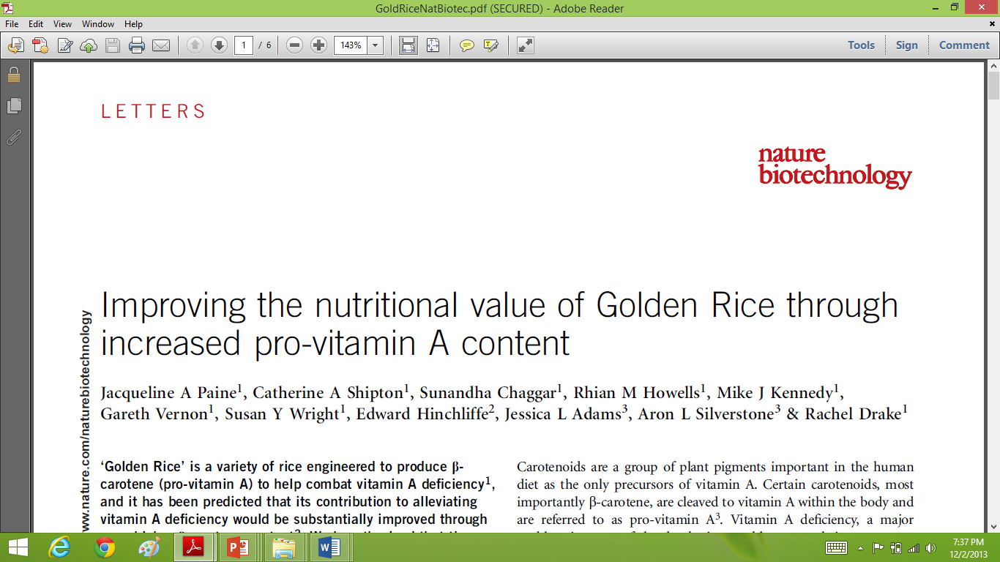 GoldRiceNatBiotec.pdf (SECURED) - Adobe Reader
File Edit View Window Help
1 / 6 143% Tools Sign Comment
LETTERS
nature
biotechnology
Improving the nutritional value of Golden Rice through
increased pro-vitamin A content
Jacqueline A Paine1, Catherine A Shipton1, Sunandha Chaggar1, Rhian M Howells1, Mike J Kennedy1,
Gareth Vernon1, Susan Y Wright1, Edward Hinchliffe2, Jessica L Adams3, Aron L Silverstone3 & Rachel Drake1
www.nature.com/naturebiotechnology
‘Golden Rice’ is a variety of rice engineered to produce β-
carotene (pro-vitamin A) to help combat vitamin A deficiency1,
and it has been predicted that its contribution to alleviating
vitamin A deficiency would be substantially improved through
Carotenoids are a group of plant pigments important in the human
diet as the only precursors of vitamin A. Certain carotenoids, most
importantly β-carotene, are cleaved to vitamin A within the body and
are referred to as pro-vitamin A3. Vitamin A deficiency, a major
7:37 PM
12/2/2013